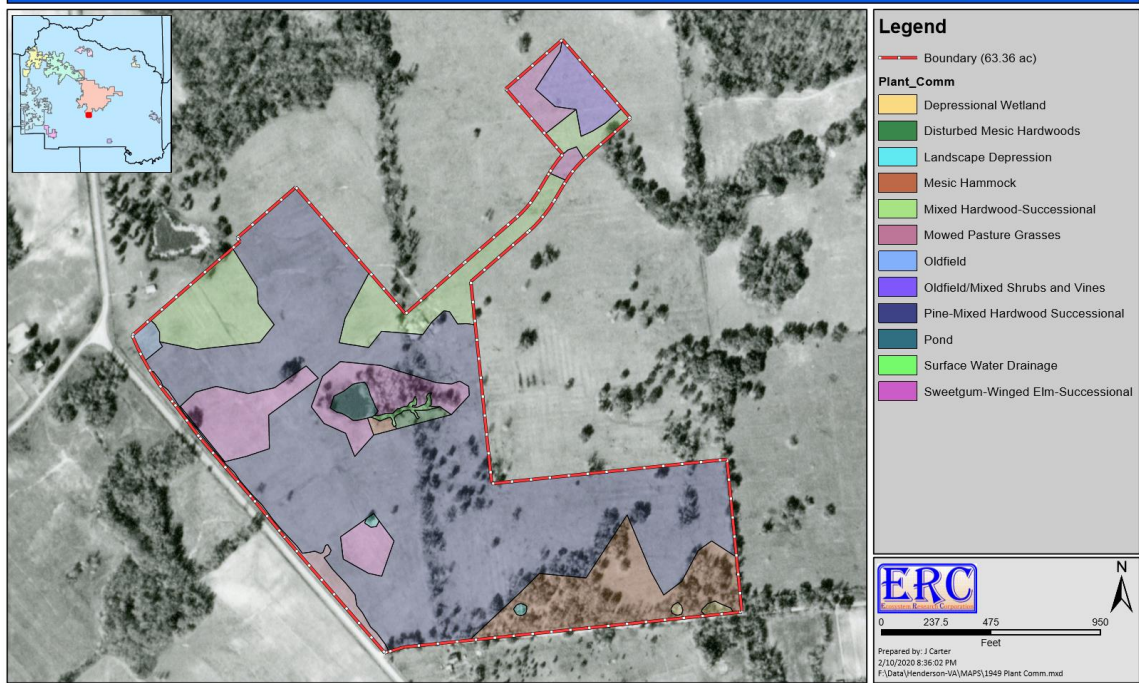 Legend
Boundary (63.36 ac)
Plant_Comm
Depressional Wetland
Disturbed Mesic Hardwoods
Landscape Depression
Mesic Hammock
Mixed Hardwood-Successional
Mowed Pasture Grasses
Oldfield
Oldfield/Mixed Shrubs and Vines
Pine-Mixed Hardwood Successional
Pond
Surface Water Drainage
Sweetgum-Winged Elm-Successional
ERC
Ecosystem Research Corporation
N
0 237.5 475 950
Feet
Prepared by: J Carter
2/10/2020 8:36:02 PM
F:\Data\Henderson-VA\MAPS\1949 Plant Comm.mxd